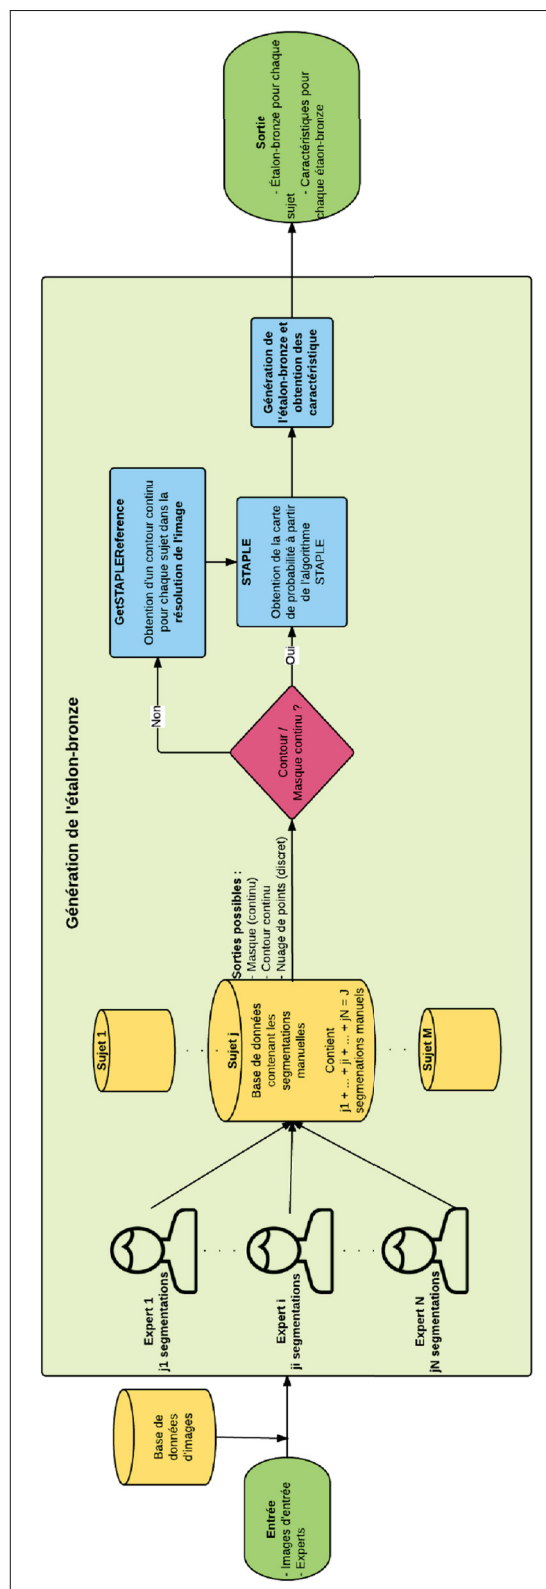 Génération de l'étalon-bronze
Entrée
- Images d'entrée
- Experts
Base de
données
d'images
Expert 1
j1 segmentations
Expert i
ji segmentations
Expert N
jN segmentations
Sujet 1
Sujet j
Base de données
contenant les
segmentations
manuelles
Contient
j1 + ... + ji + ... + jN = J
segmenations manuels
Sujet M
Sorties possibles :
- Masque (continu)
- Contour continu
- Nuage de points (discret)
Contour /
Masque continu ?
Non
Oui
GetSTAPLEReference
Obtention d'un contour continu
pour chaque sujet dans la
résolution de l'image
STAPLE
Obtention de la carte
de probabilité à partir
de l'algorithme
STAPLE
Génération de
l'étalon-bronze et
obtention des
caractéristique
Sortie
- Étalon-bronze pour chaque
sujet
- Caractéristiques pour
chaque étaon-bronze